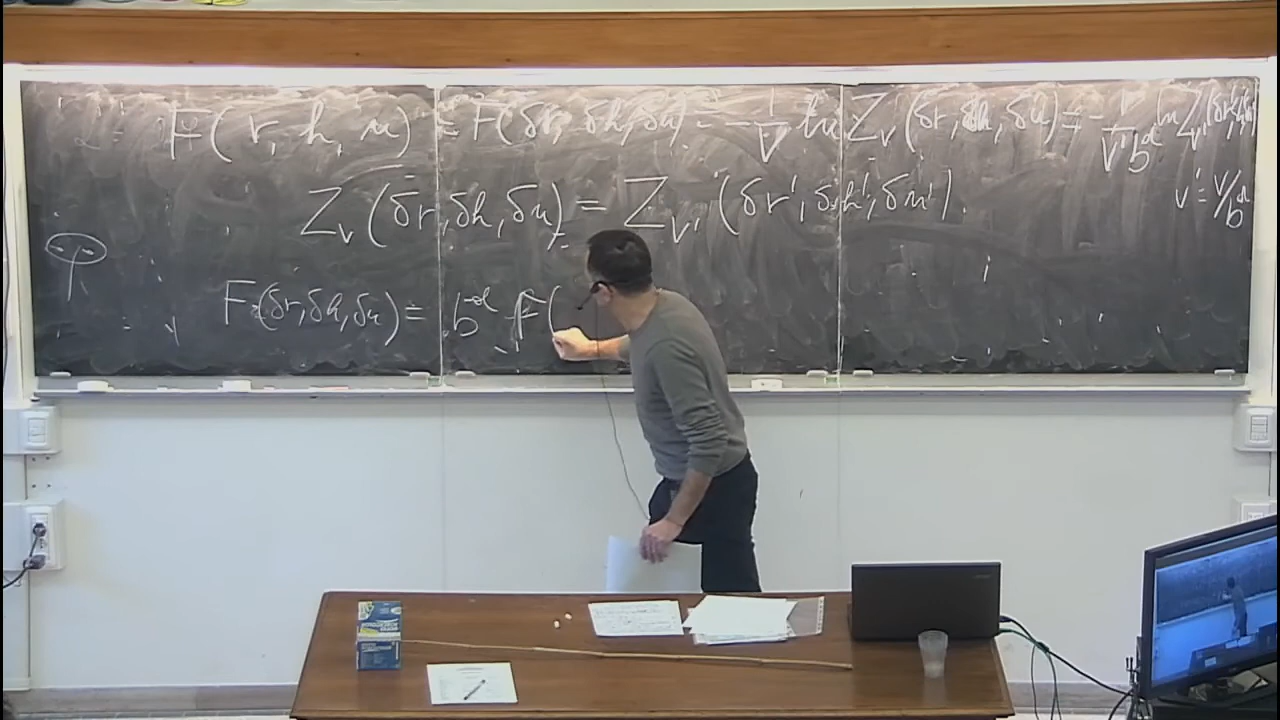 F(r, h, u) = F(δr, δh, δu) = -1/V ln Z_V(δr, δh, δu) = -1/(V' b^d) ln Z_V'(δr', δh'
Z_V(δr, δh, δu) = Z_V'(δr', δh', δu').
V' = V/b^d
F(δr, δh, δu) = b^-d F(